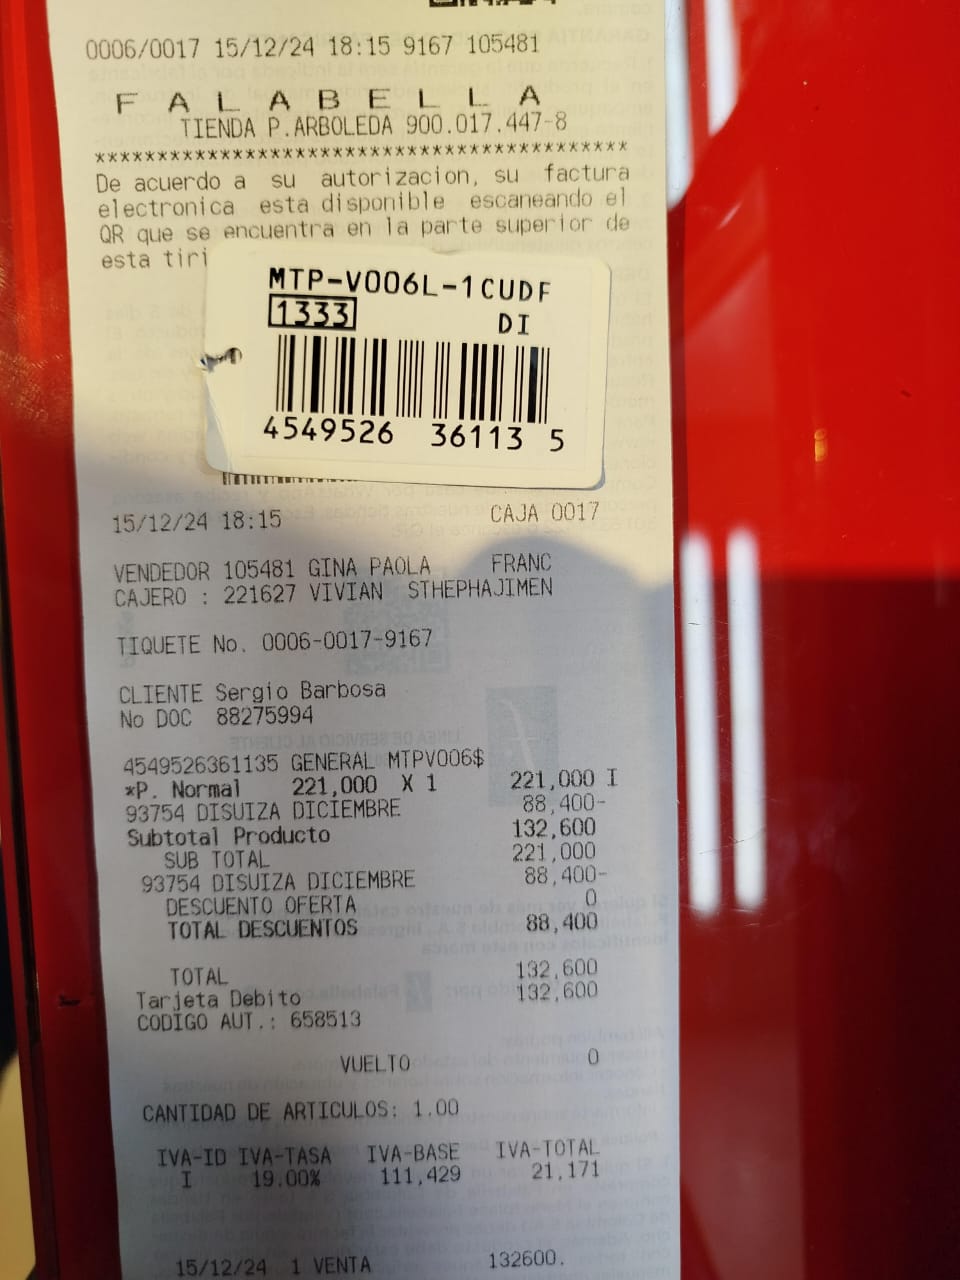 0006/0017 15/12/24 18:15 9167 105481
F A L A B E L L A
TIENDA P.ARBOLEDA 900.017.447-8
*****************************************
De acuerdo a su autorizacion, su factura
electronica esta disponible escaneando el
QR que se encuentra en la parte superior de
esta
MTP-V006L-1CUDF
1333 DI
4549526 36113 5
15/12/24 18:15 CAJA 0017
VENDEDOR 105481 GINA PAOLA FRANC
CAJERO : 221627 VIVIAN STHEPHAJIMEN
TIQUETE No. 0006-0017-9167
CLIENTE Sergio Barbosa
No DOC 88275994
4549526361135 GENERAL MTPV006$
*P. Normal 221,000 X 1 221,000 I
93754 DISUIZA DICIEMBRE 88,400-
Subtotal Producto 132,600
SUB TOTAL 221,000
93754 DISUIZA DICIEMBRE 88,400-
DESCUENTO OFERTA 0
TOTAL DESCUENTOS 88,400
TOTAL 132,600
Tarjeta Debito 132,600
CODIGO AUT.: 658513
VUELTO 0
CANTIDAD DE ARTICULOS: 1.00
IVA-ID IVA-TASA IVA-BASE IVA-TOTAL
I 19.00% 111,429 21,171
15/12/24 1 VENTA 132600.